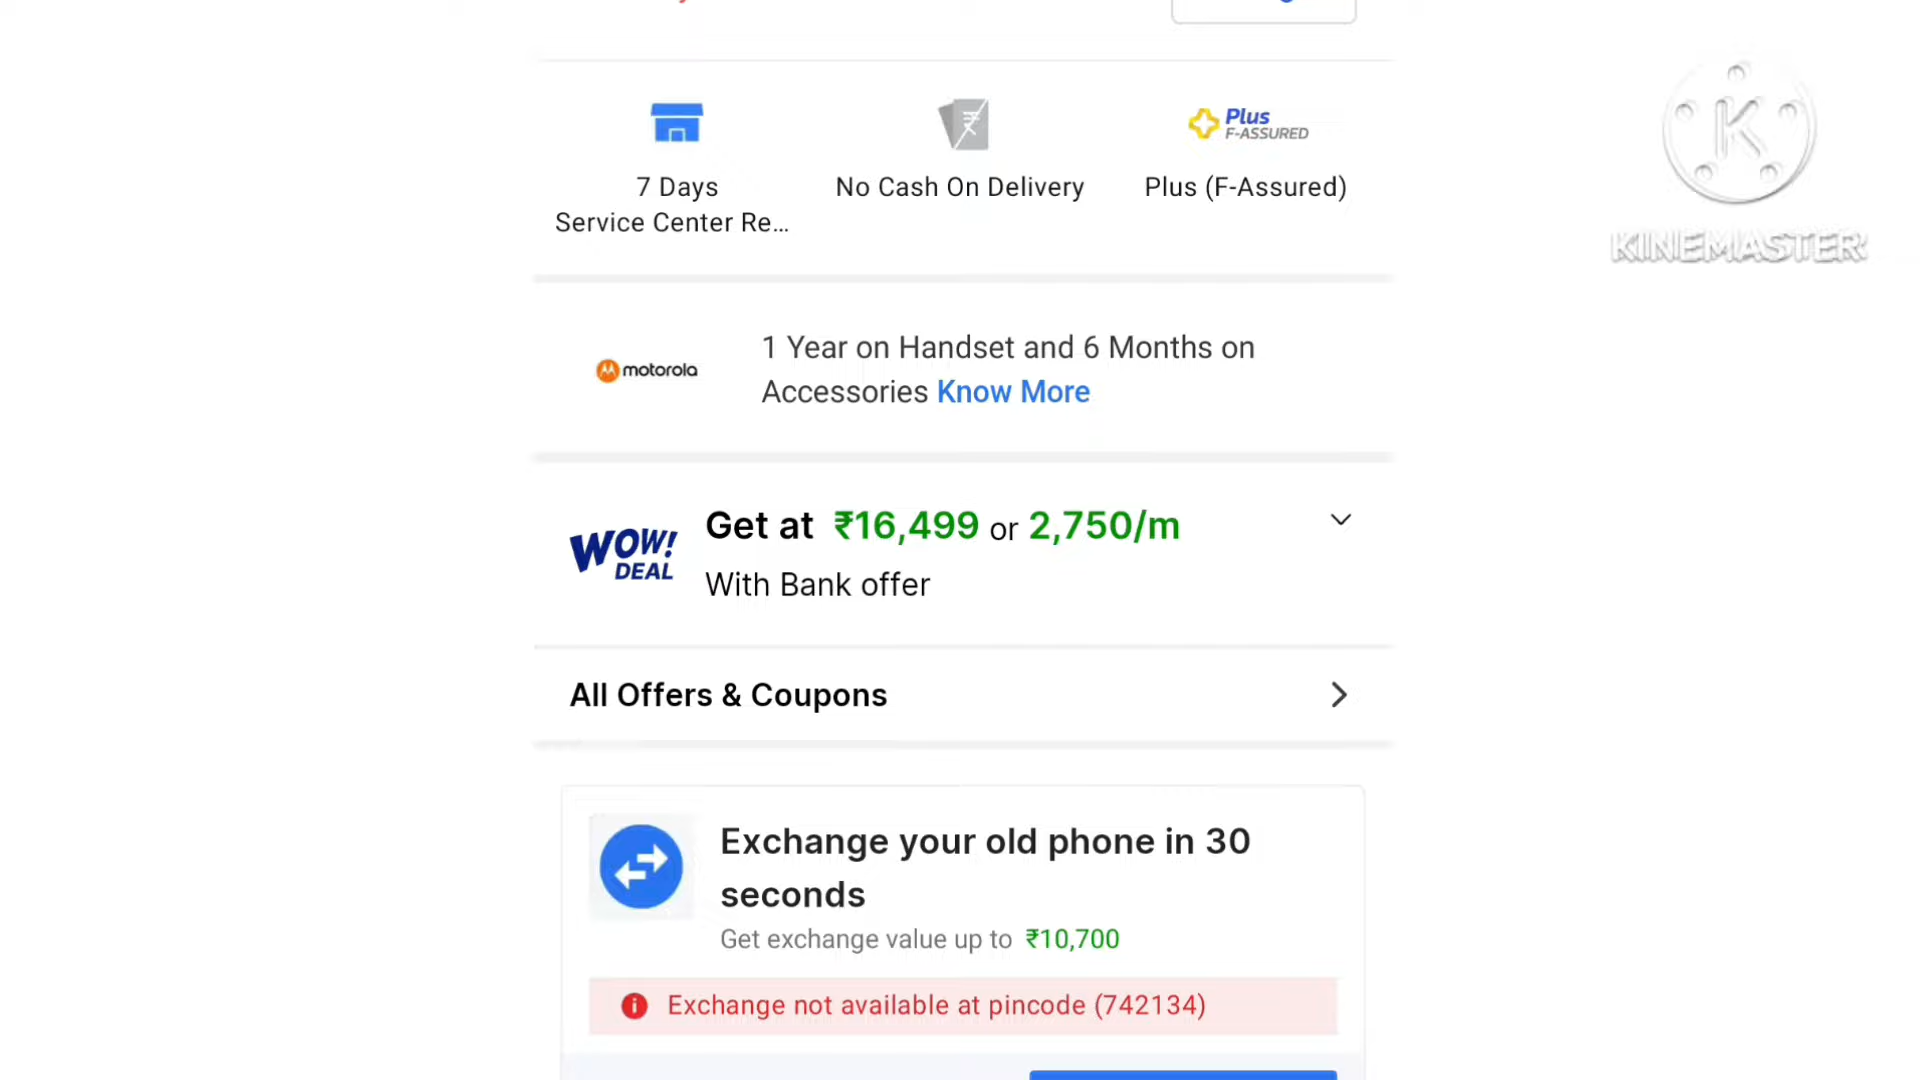 Plus
F-ASSURED
7 Days
Service Center Re...
No Cash On Delivery
Plus (F-Assured)
K
KINEMASTER
motorola
1 Year on Handset and 6 Months on
Accessories Know More
WOW!
DEAL
Get at ₹16,499 or 2,750/m
With Bank offer
All Offers & Coupons
Exchange your old phone in 30
seconds
Get exchange value up to ₹10,700
Exchange not available at pincode (742134)